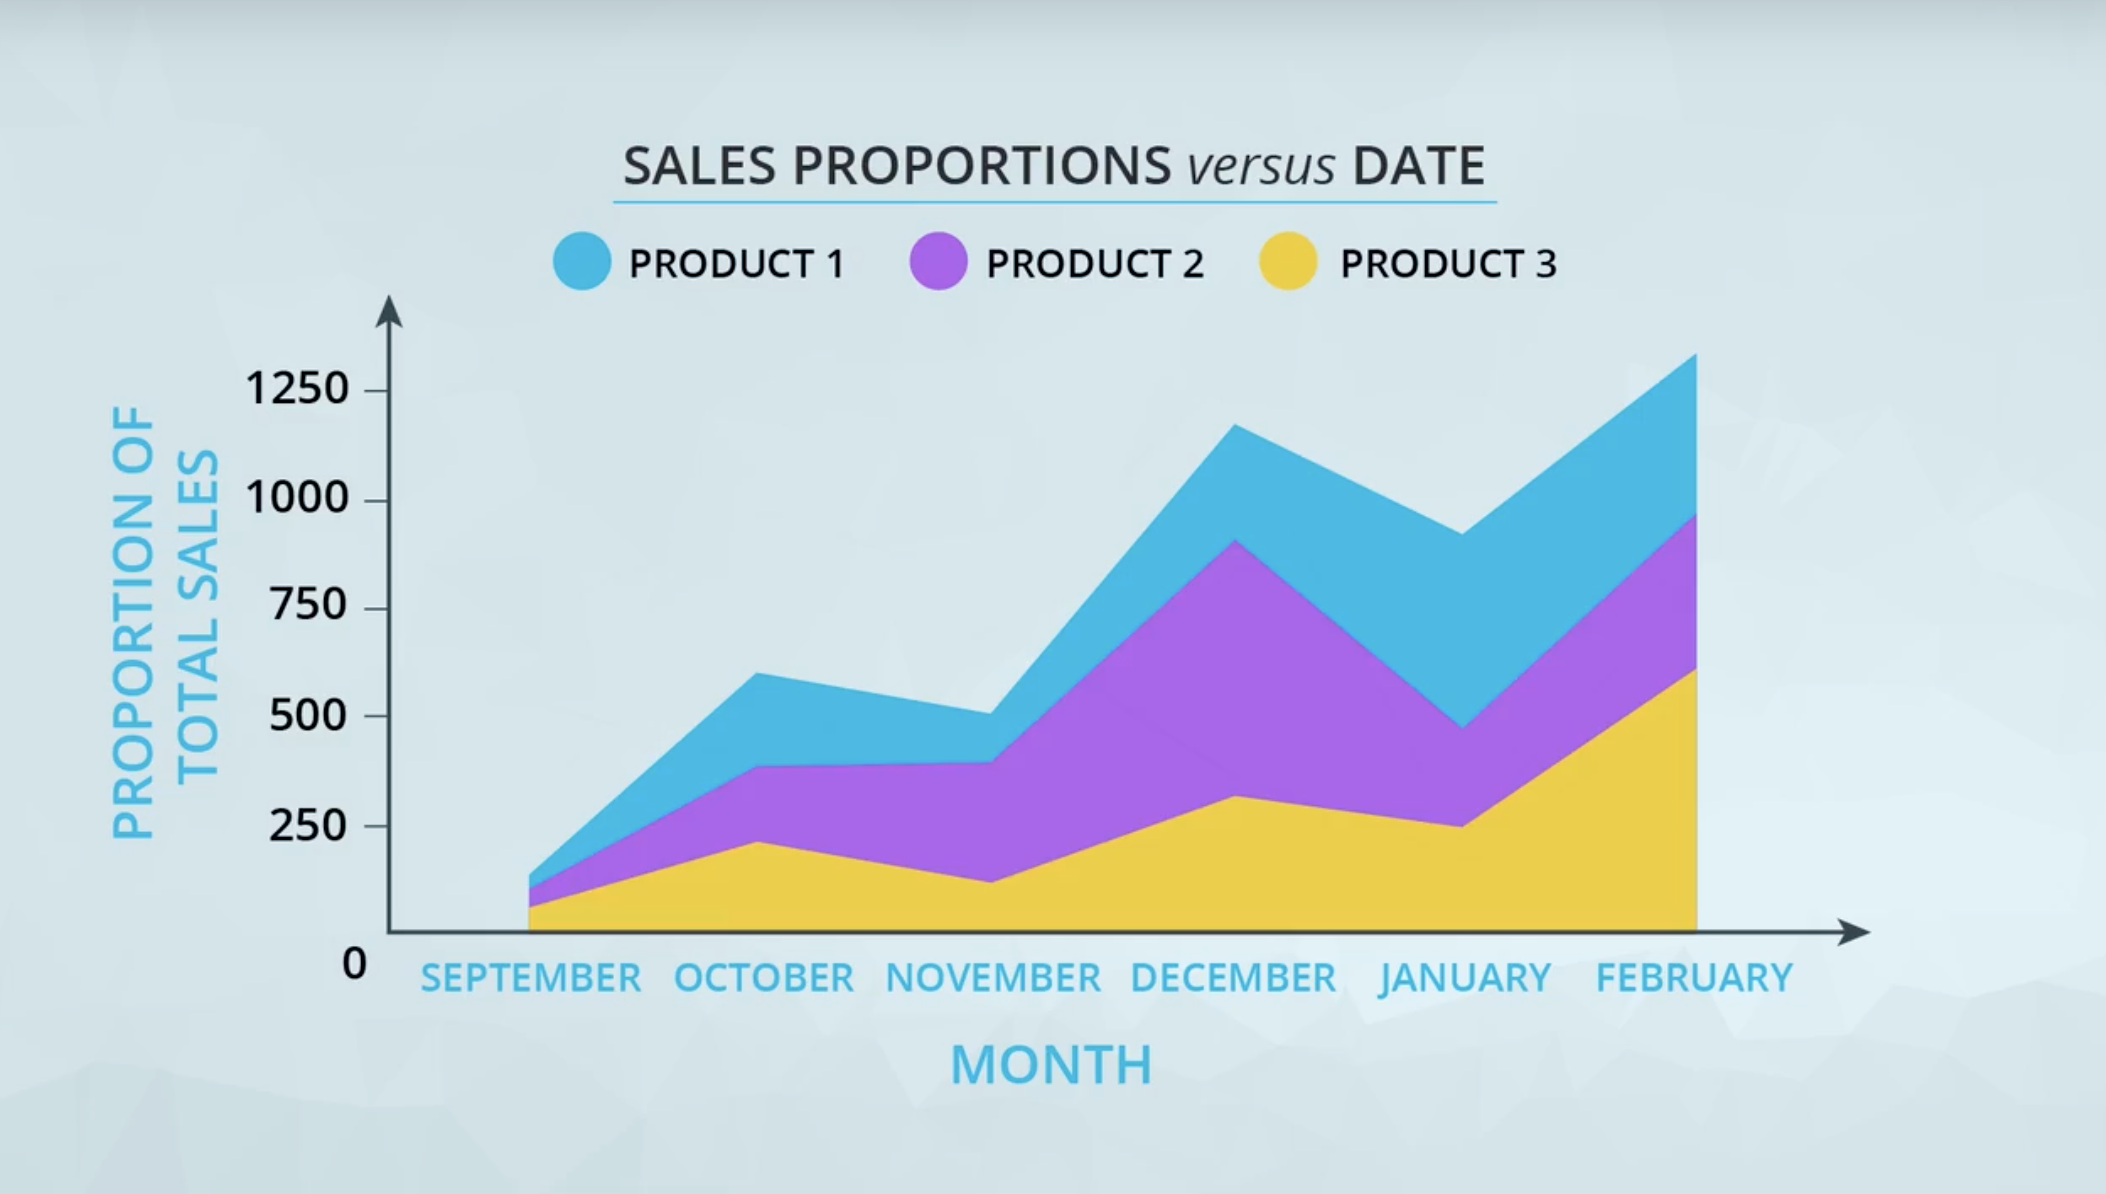 SALES PROPORTIONS versus DATE
PRODUCT 1 PRODUCT 2 PRODUCT 3
PROPORTION OF
TOTAL SALES
1250
1000
750
500
250
0
SEPTEMBER OCTOBER NOVEMBER DECEMBER JANUARY FEBRUARY
MONTH